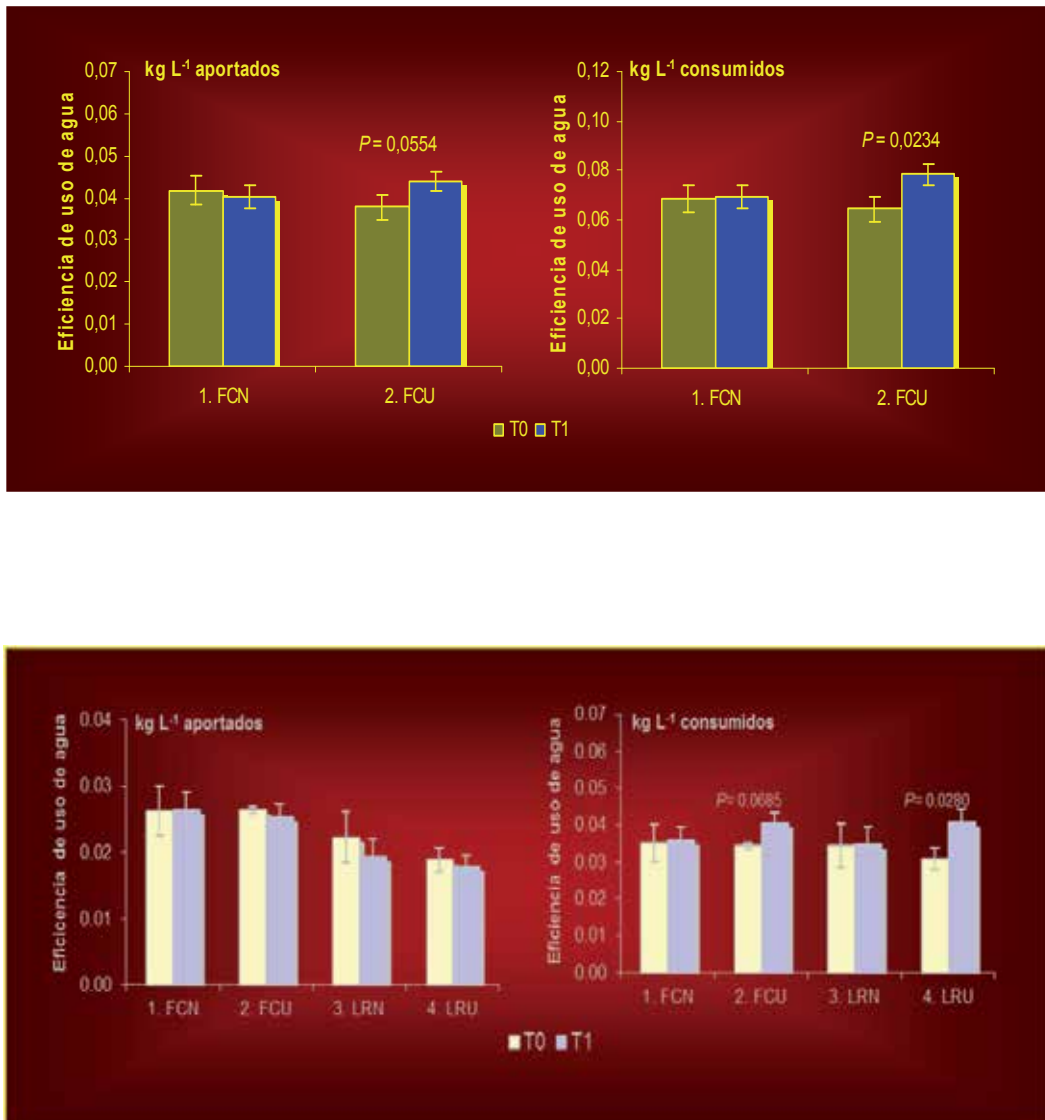 kg L-1 aportados
Eficiencia de uso de agua
0,07
0,06
0,05
0,04
0,03
0,02
0,01
0,00
P= 0,0554
1. FCN
2. FCU
kg L-1 consumidos
Eficiencia de uso de agua
0,12
0,10
0,08
0,06
0,04
0,02
0,00
P= 0,0234
1. FCN
2. FCU
T0 T1
kg L-1 aportados
Eficicencia de uso de agua
0.04
0.03
0.02
0.01
0.00
1. FCN
2. FCU
3. LRN
4. LRU
kg L-1 consumidos
Eficiencia de uso de agua
0.07
0.06
0.05
0.04
0.03
0.02
0.01
0.00
P= 0.0685
P= 0.0280
1. FCN
2. FCU
3. LRN
4. LRU
T0 T1